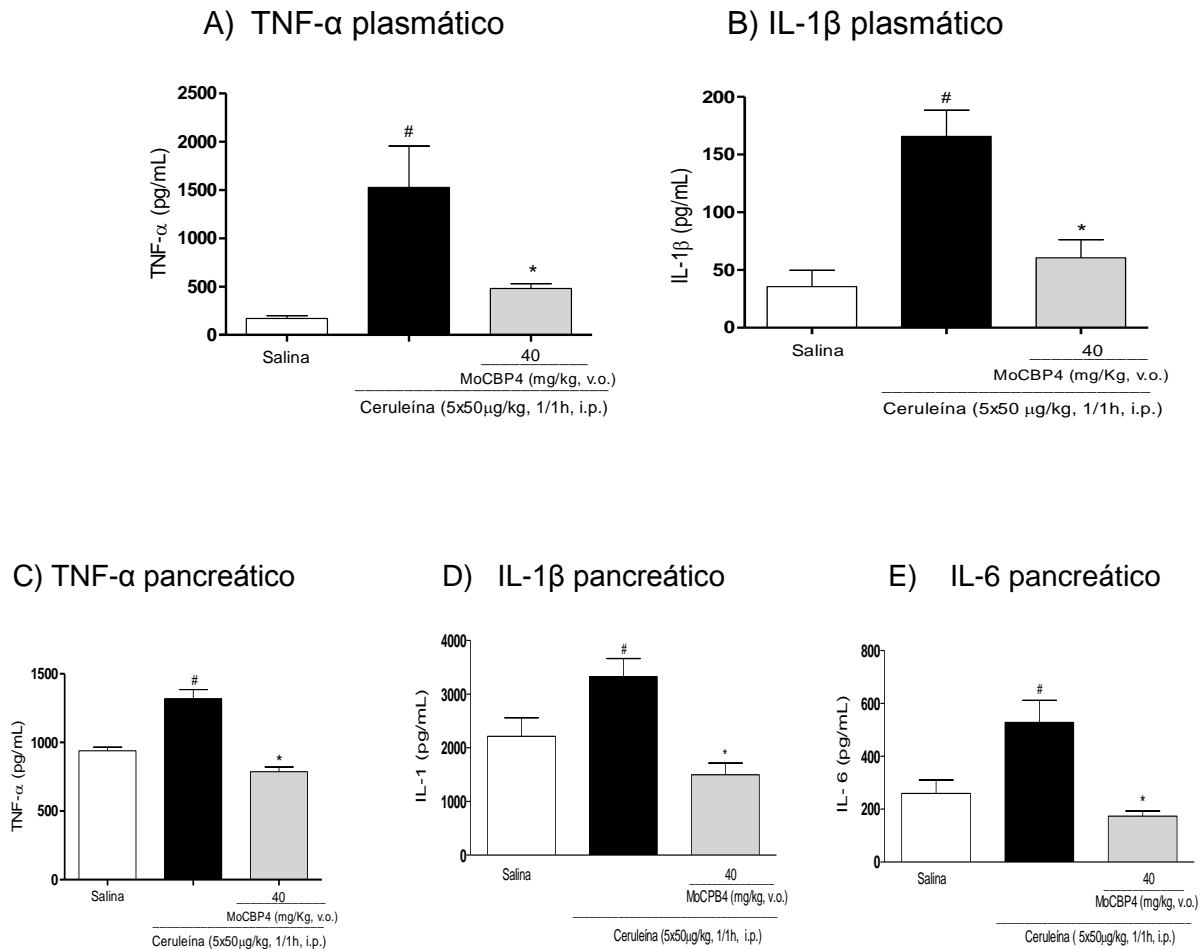 A) TNF-α plasmático
TNF-α (pg/mL)
2500
2000
1500
1000
500
0
#
*
Salina
40
MoCBP4 (mg/kg, v.o.)
Ceruleína (5x50µg/kg, 1/1h, i.p.)
B) IL-1β plasmático
IL-1β (pg/mL)
200
150
100
50
0
#
*
Salina
40
MoCBP4 (mg/Kg, v.o.)
Ceruleína (5x50 µg/kg, 1/1h, i.p.)
C) TNF-α pancreático
TNF-α (pg/mL)
1500
1000
500
0
#
*
Salina
40
MoCBP4 (mg/Kg, v.o.)
Ceruleína (5x50µg/kg, 1/1h, i.p.)
D) IL-1β pancreático
IL-1 (pg/mL)
4000
3000
2000
1000
0
#
*
Salina
40
MoCPB4 (mg/kg, v.o.)
Ceruleína (5x50µg/kg, 1/1h, i.p.)
E) IL-6 pancreático
IL- 6 (pg/mL)
800
600
400
200
0
#
*
Salina
40
MoCBP4 (mg/kg, v.o.)
Ceruleína ( 5x50µg/kg, 1/1h, i.p.)